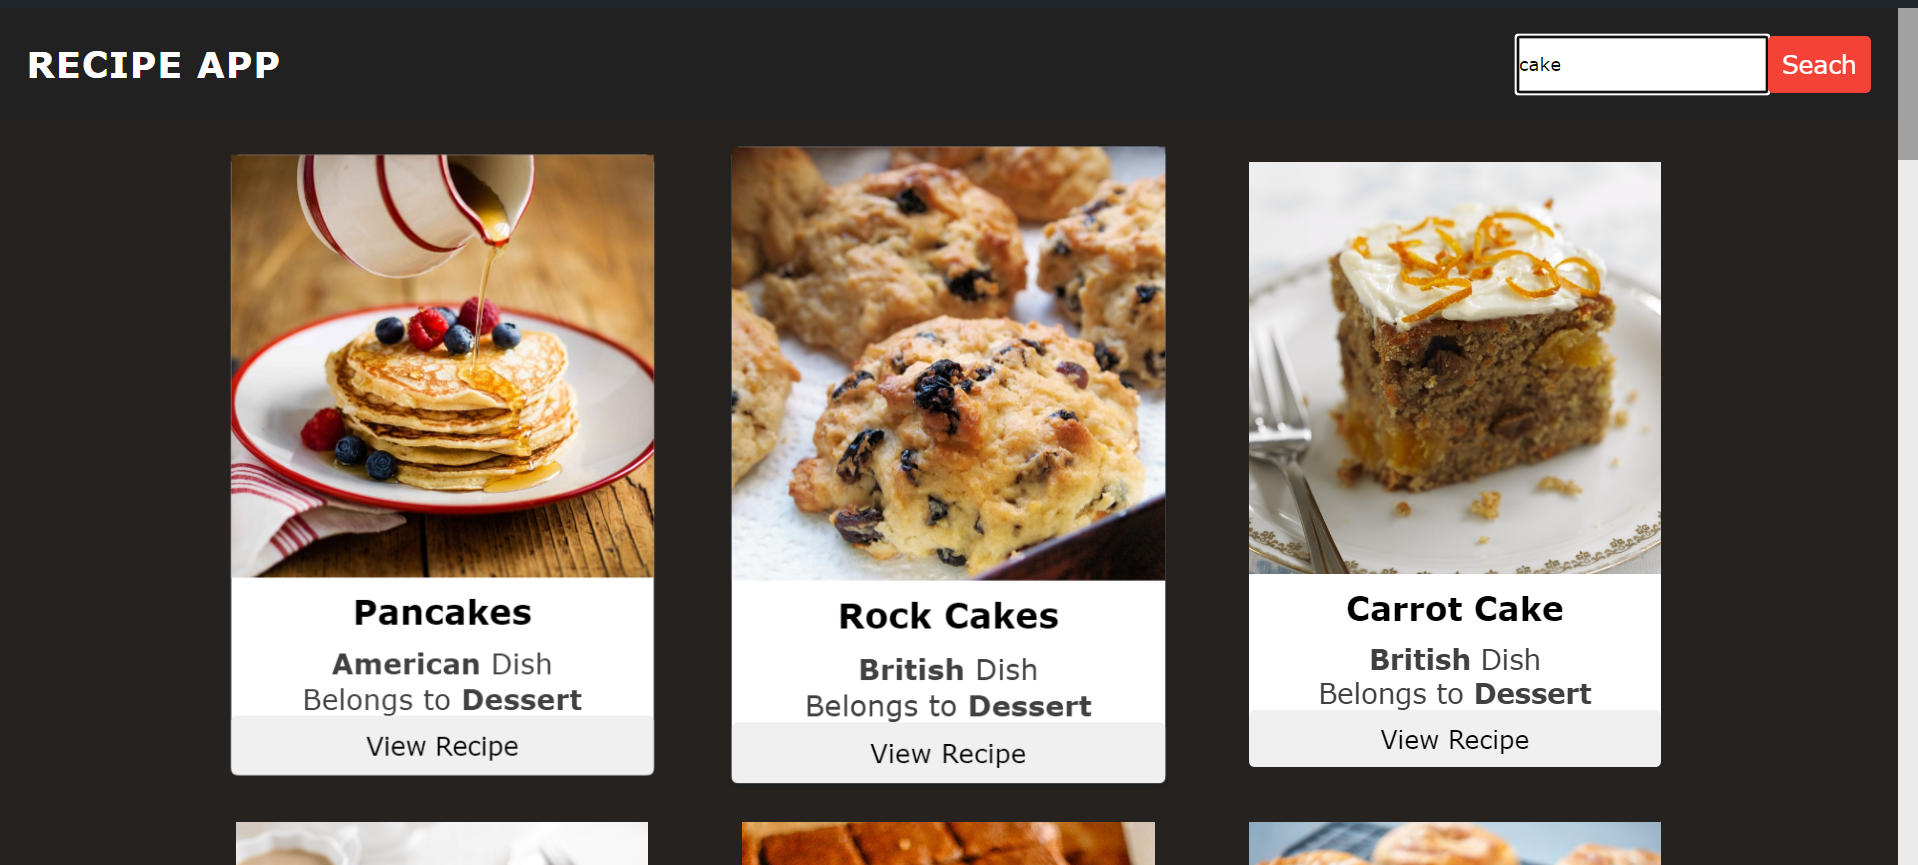 RECIPE APP
cake
Seach
Pancakes
American Dish
Belongs to Dessert
View Recipe
Rock Cakes
British Dish
Belongs to Dessert
View Recipe
Carrot Cake
British Dish
Belongs to Dessert
View Recipe